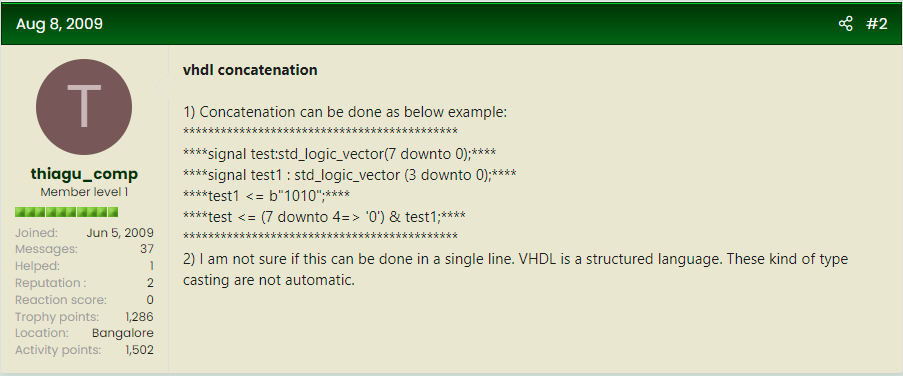 Aug 8, 2009
#2
T
thiagu_comp
Member level 1
Joined: Jun 5, 2009
Messages: 37
Helped: 1
Reputation : 2
Reaction score: 0
Trophy points: 1,286
Location: Bangalore
Activity points: 1,502
vhdl concatenation
1) Concatenation can be done as below example:
********************************************
****signal test:std_logic_vector(7 downto 0);****
****signal test1 : std_logic_vector (3 downto 0);****
****test1 <= b"1010";****
****test <= (7 downto 4=> '0') & test1;****
********************************************
2) I am not sure if this can be done in a single line. VHDL is a structured language. These kind of type
casting are not automatic.